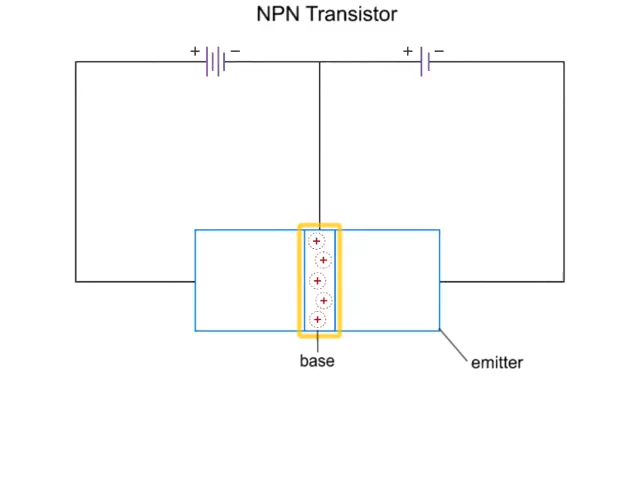 NPN Transistor
+ − + −
+
+
+
+
+
base
emitter